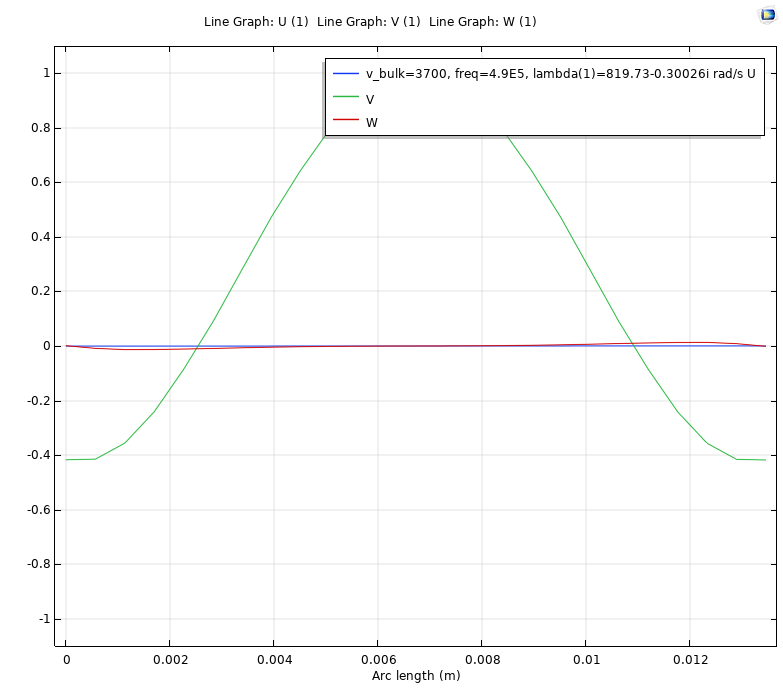 Line Graph: U (1) Line Graph: V (1) Line Graph: W (1)
v_bulk=3700, freq=4.9E5, lambda(1)=819.73-0.30026i rad/s U
V
W
1
0.8
0.6
0.4
0.2
0
-0.2
-0.4
-0.6
-0.8
-1
0 0.002 0.004 0.006 0.008 0.01 0.012
Arc length (m)